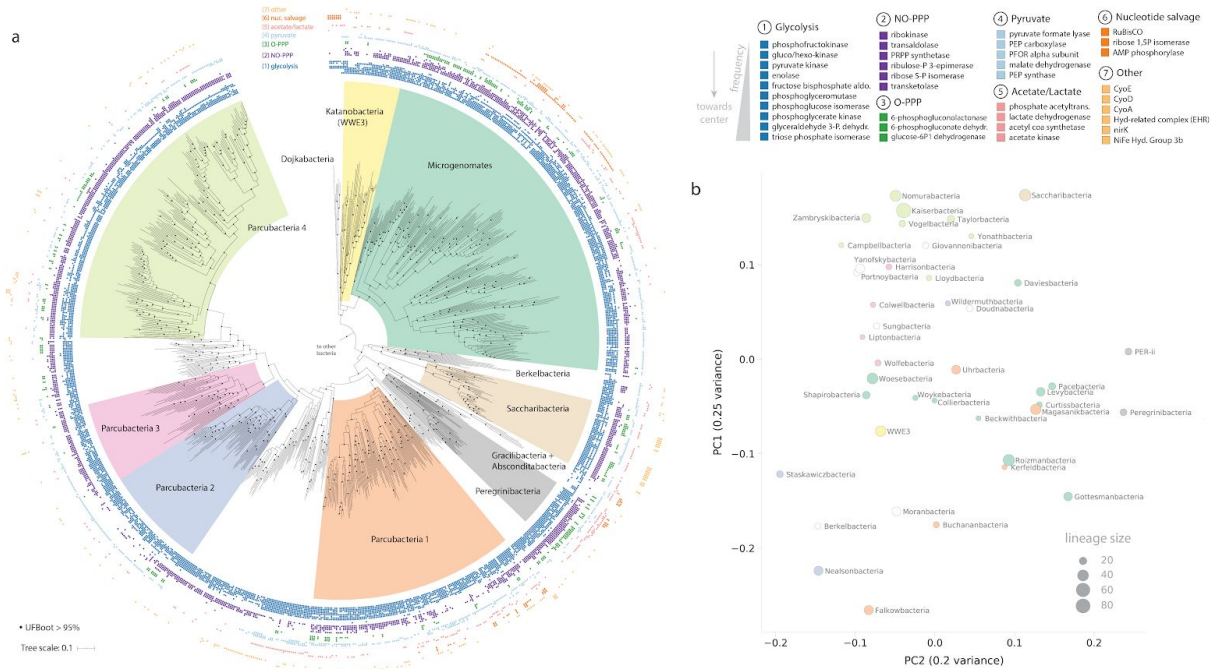 a
(7) other
(6) nuc. salvage
(5) acetate/lactate
(4) pyruvate
(3) O-PPP
(2) NO-PPP
(1) glycolysis
Katanobacteria
(WWE3)
Dojkabacteria
Microgenomates
Parcubacteria 4
to other
bacteria
Berkelbacteria
Saccharibacteria
Parcubacteria 3
Gracilibacteria +
Absconditabacteria
Parcubacteria 2
Peregrinibacteria
Parcubacteria 1
• UFBoot > 95%
Tree scale: 0.1
frequency
towards
center
1 Glycolysis
phosphofructokinase
gluco/hexo-kinase
pyruvate kinase
enolase
fructose bisphosphate aldo.
phosphoglyceromutase
phosphoglucose isomerase
phosphoglycerate kinase
glyceraldehyde 3-P. dehydr.
triose phosphate isomerase
2 NO-PPP
ribokinase
transaldolase
PRPP synthetase
ribulose-P 3-epimerase
ribose 5-P isomerase
transketolase
3 O-PPP
6-phosphogluconolactonase
6-phosphogluconate dehydr.
glucose-6P1 dehydrogenase
4 Pyruvate
pyruvate formate lyase
PEP carboxylase
PFOR alpha subunit
malate dehydrogenase
PEP synthase
5 Acetate/Lactate
phosphate acetyltrans.
lactate dehydrogenase
acetyl coa synthetase
acetate kinase
6 Nucleotide salvage
RuBisCO
ribose 1,5P isomerase
AMP phosphorylase
7 Other
CyoE
CyoD
CyoA
Hyd-related complex (EHR)
nirK
NiFe Hyd. Group 3b
b
Nomurabacteria
Saccharibacteria
Kaiserbacteria
Zambryskibacteria
Taylorbacteria
Vogelbacteria
Yonathbacteria
Campbellbacteria
Giovannonibacteria
Yanofskybacteria
Harrisonbacteria
Portnoybacteria
Lloydbacteria
Daviesbacteria
Colwellbacteria
Wildermuthbacteria
Doudnabacteria
Sungbacteria
Liptonbacteria
PER-ii
Wolfebacteria
Uhrbacteria
Woesebacteria
Pacebacteria
Levybacteria
Shapirobacteria
Woykebacteria
Collierbacteria
Curtissbacteria
Magasanikbacteria
Peregrinibacteria
Beckwithbacteria
WWE3
Roizmanbacteria
Kerfeldbacteria
Staskawiczbacteria
Gottesmanbacteria
Moranbacteria
Berkelbacteria
Buchananbacteria
Nealsonbacteria
Falkowbacteria
lineage size
20
40
60
80
0.1
0.0
−0.1
−0.2
PC1 (0.25 variance)
−0.2
−0.1
0.0
0.1
0.2
PC2 (0.2 variance)